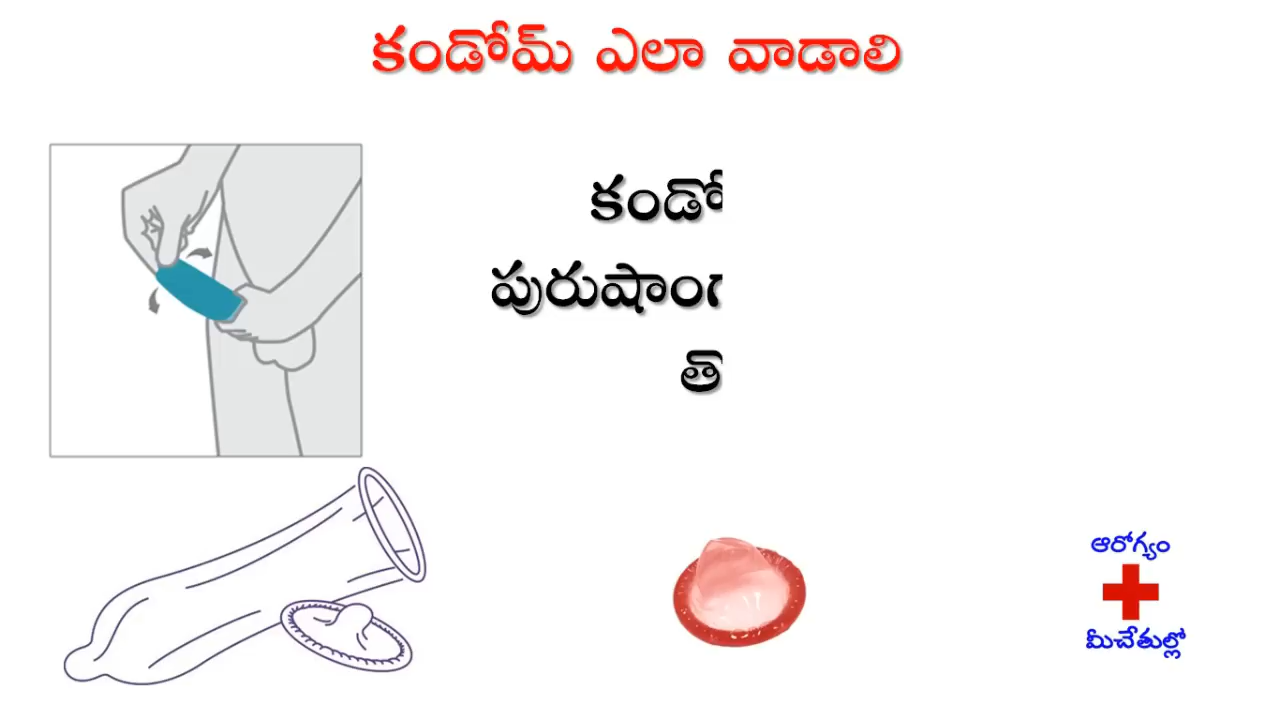 కండోమ్ ఎలా వాడాలి
కండో
పురుషాం
తొ
ఆరోగ్యం
మీచేతుల్లో